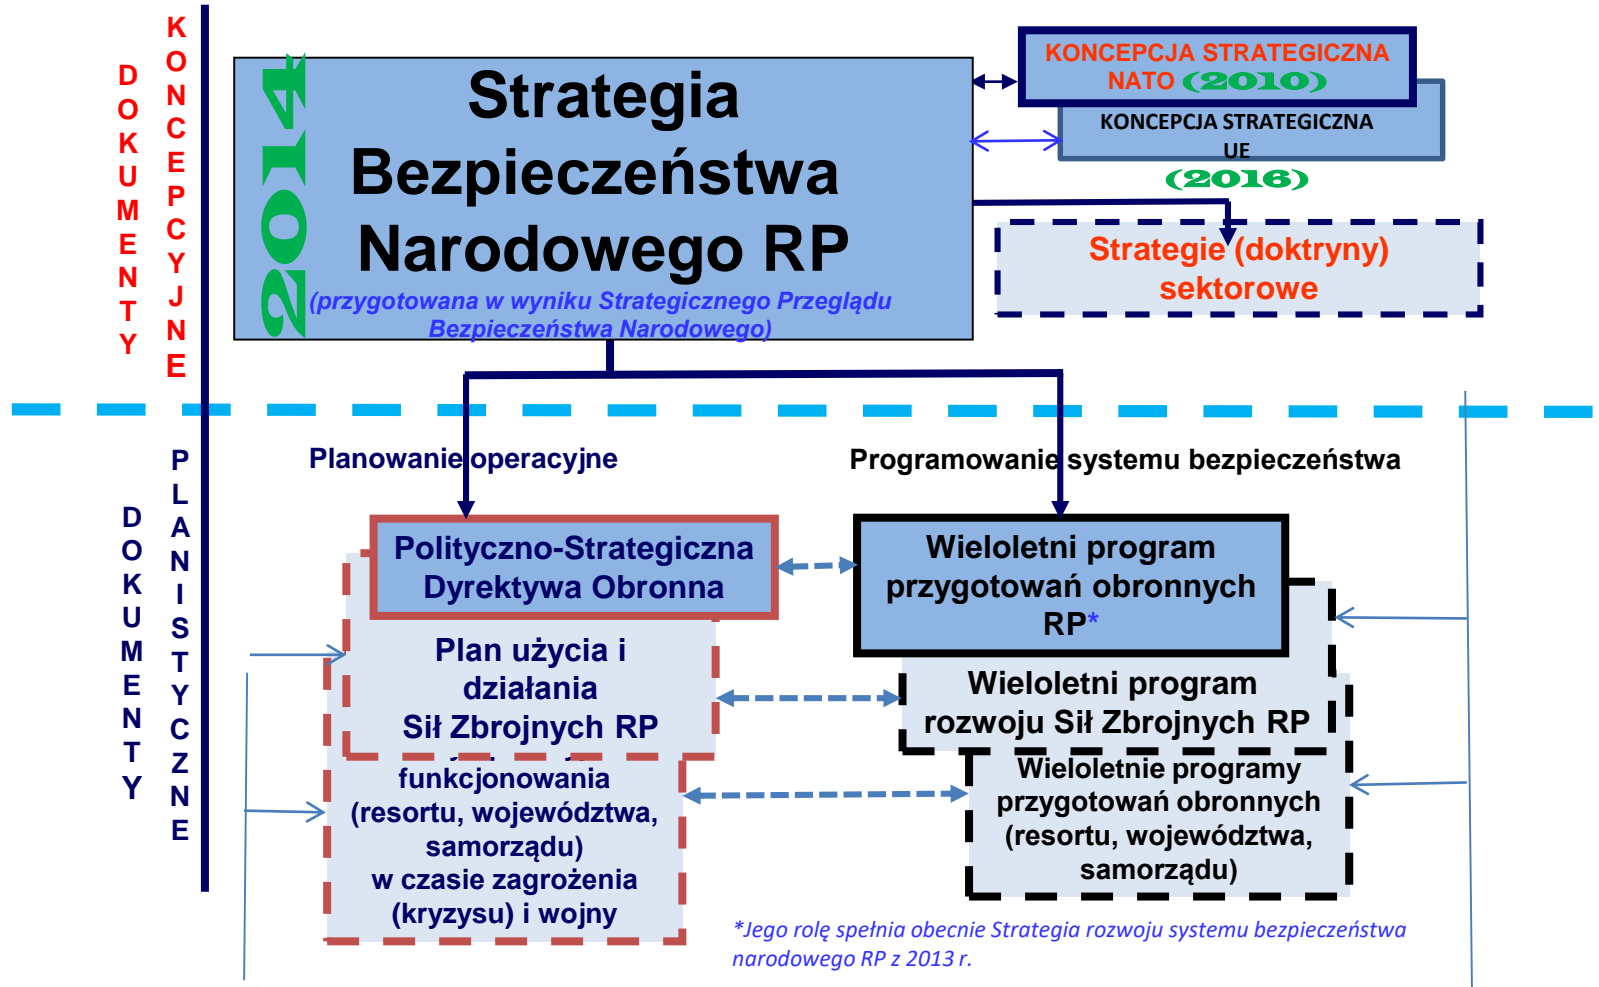 DOKUMENTY
KONCEPCYJNE
2014
Strategia
Bezpieczeństwa
Narodowego RP
(przygotowana w wyniku Strategicznego Przeglądu
Bezpieczeństwa Narodowego)
KONCEPCJA STRATEGICZNA
NATO (2010)
KONCEPCJA STRATEGICZNA
UE
(2016)
Strategie (doktryny)
sektorowe
DOKUMENTY
PLANISTYCZNE
Planowanie operacyjne
Programowanie systemu bezpieczeństwa
Polityczno-Strategiczna
Dyrektywa Obronna
Plan użycia i
działania
Sił Zbrojnych RP
funkcjonowania
(resortu, województwa,
samorządu)
w czasie zagrożenia
(kryzysu) i wojny
Wieloletni program
przygotowań obronnych
RP*
Wieloletni program
rozwoju Sił Zbrojnych RP
Wieloletnie programy
przygotowań obronnych
(resortu, województwa,
samorządu)
*Jego rolę spełnia obecnie Strategia rozwoju systemu bezpieczeństwa
narodowego RP z 2013 r.